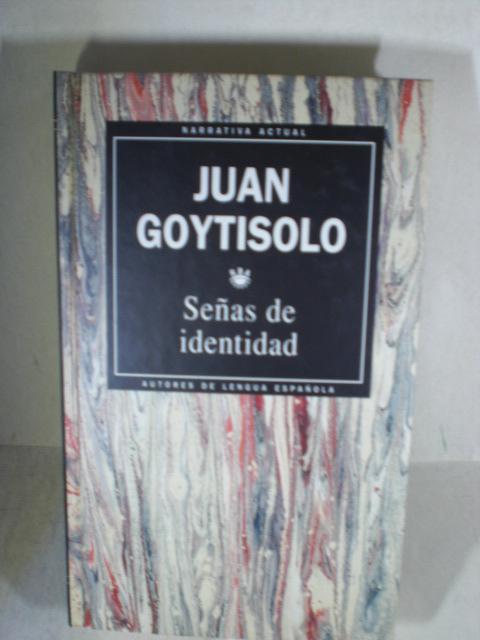 NARRATIVA ACTUAL
JUAN
GOYTISOLO
Señas de
identidad
AUTORES DE LENGUA ESPAÑOLA